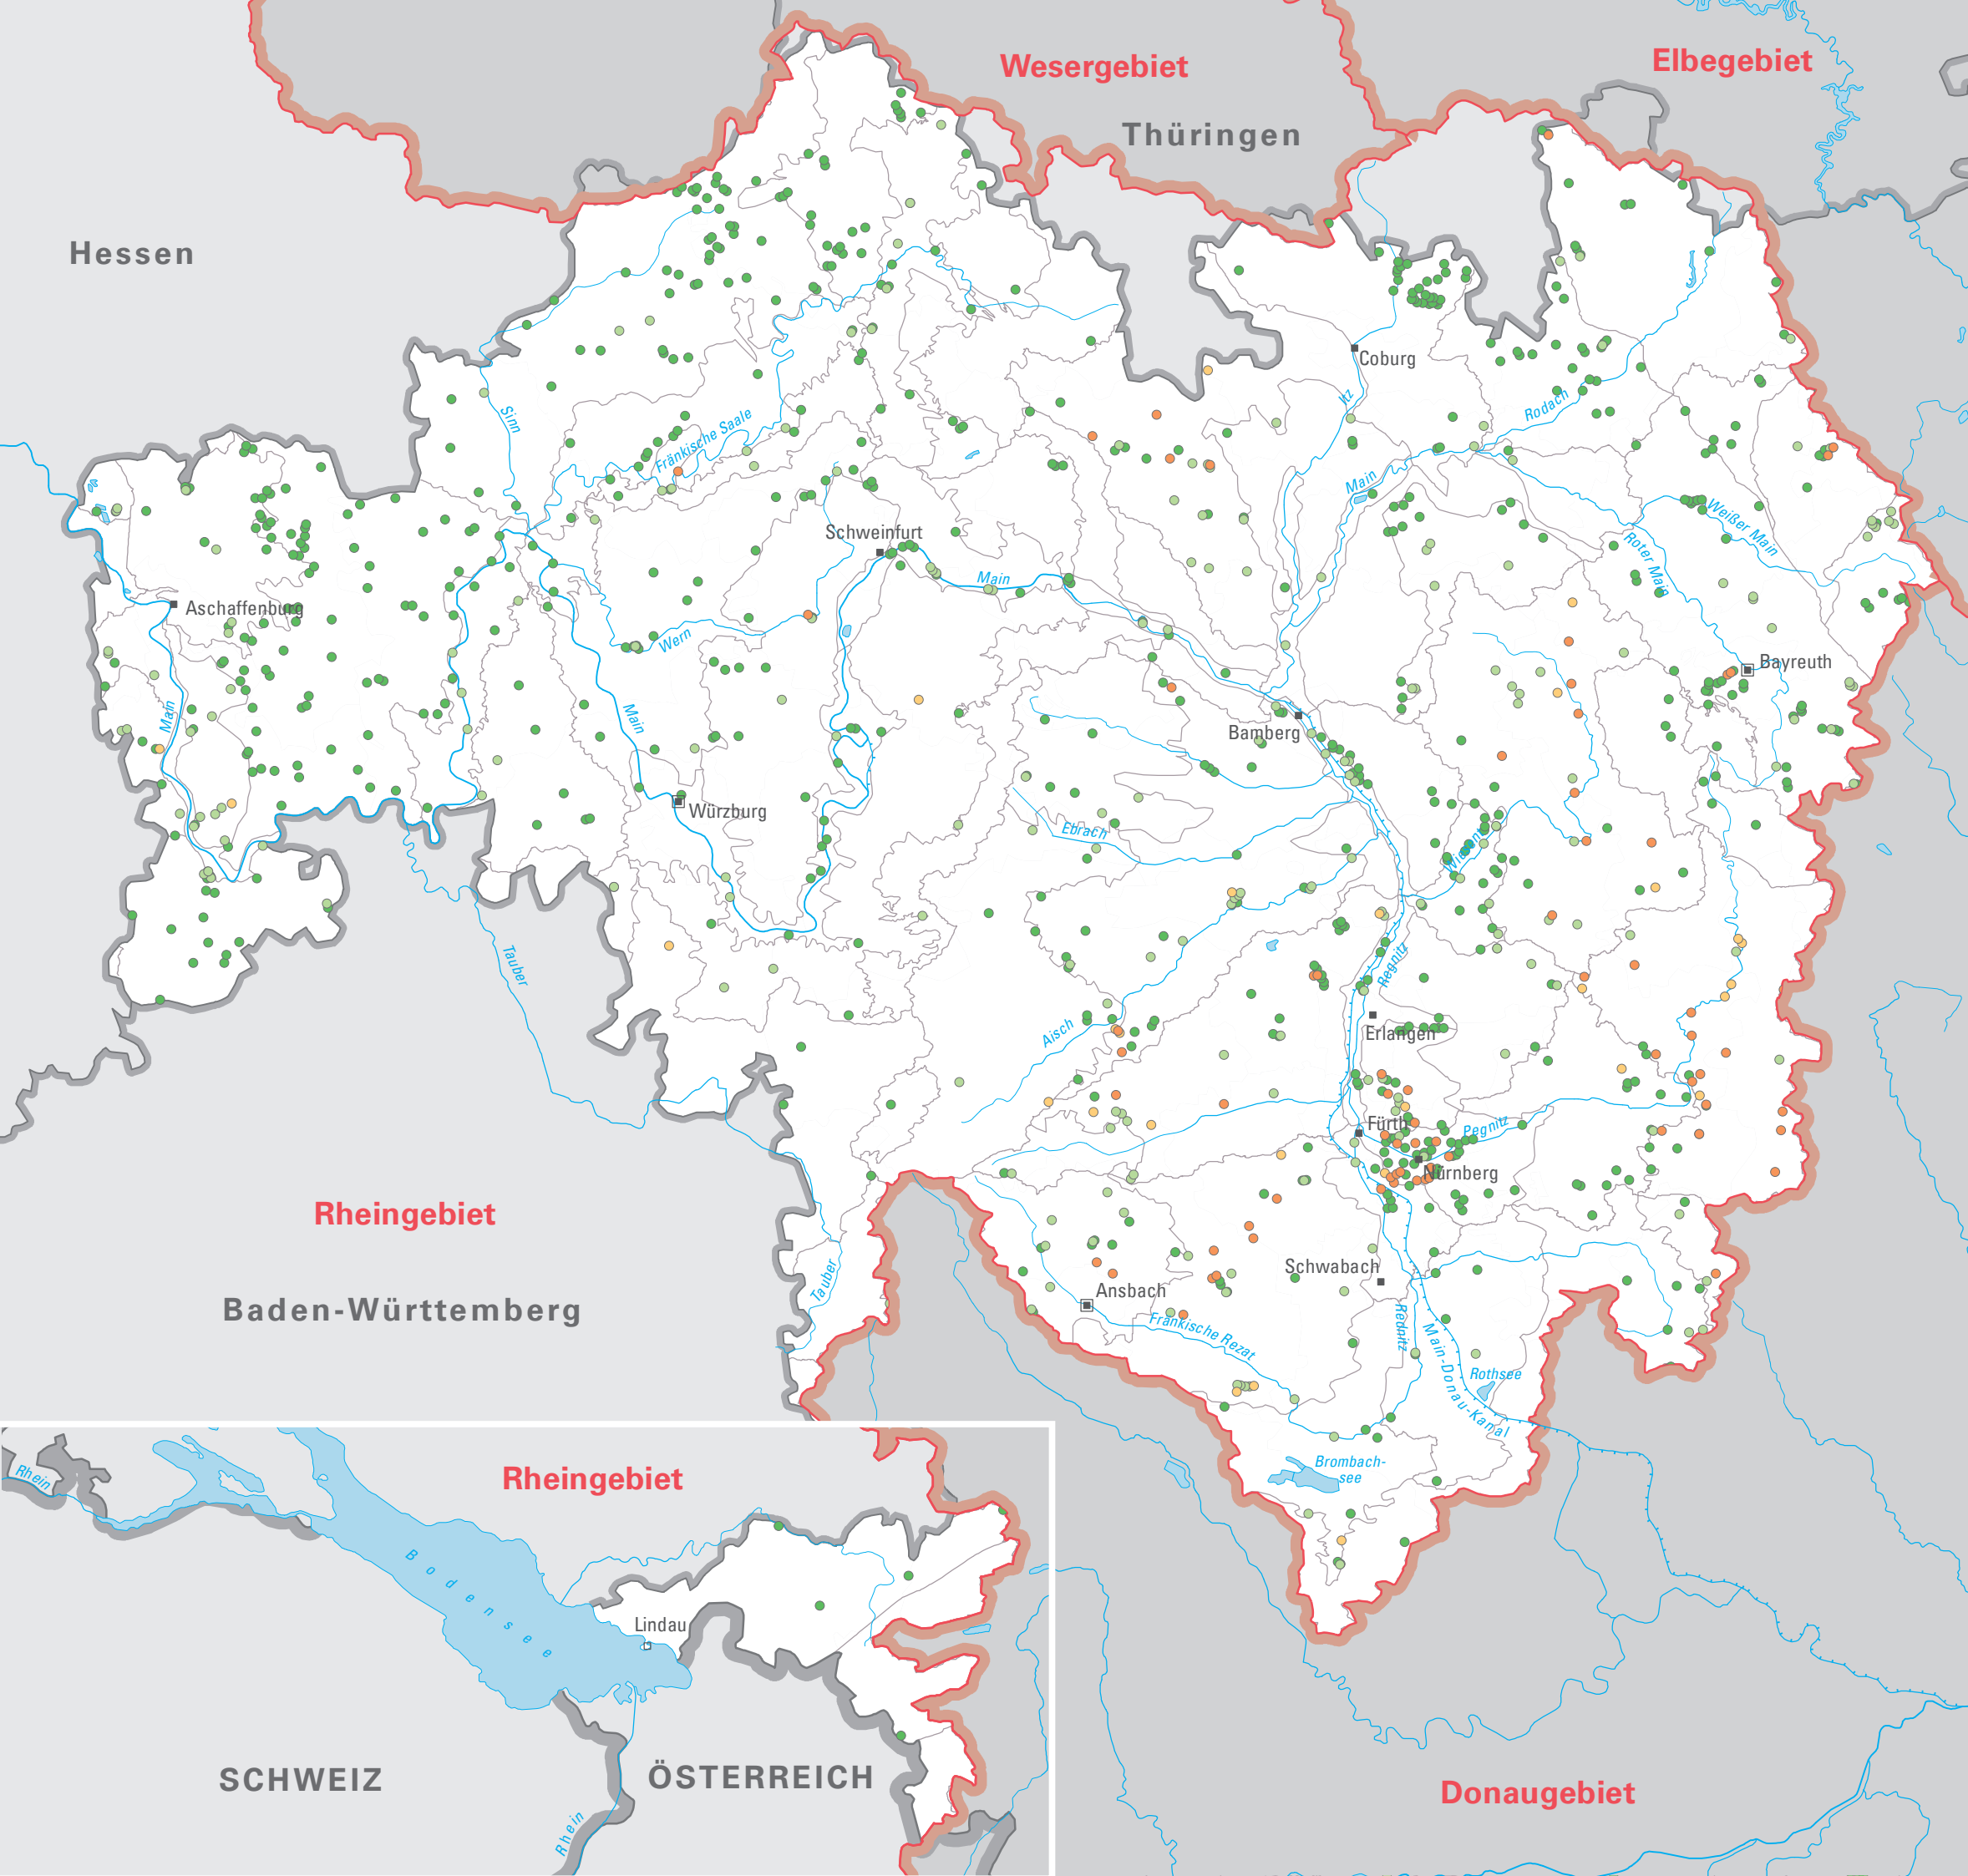 Wesergebiet
Elbegebiet
Thüringen
Hessen
Coburg
Itz
Rodach
Sinn
Fränkische Saale
Main
Weißer Main
Roter Main
Schweinfurt
Main
Aschaffenburg
Wern
Bayreuth
Main
Main
Bamberg
Würzburg
Ebrach
Wiesent
Tauber
Regnitz
Aisch
Erlangen
Fürth
Pegnitz
Nürnberg
Rheingebiet
Schwabach
Tauber
Ansbach
Baden-Württemberg
Fränkische Rezat
Rednitz
Main-Donau-Kanal
Rothsee
Brombach-
see
Rheingebiet
Rhein
Bodensee
Lindau
SCHWEIZ
ÖSTERREICH
Rhein
Donaugebiet